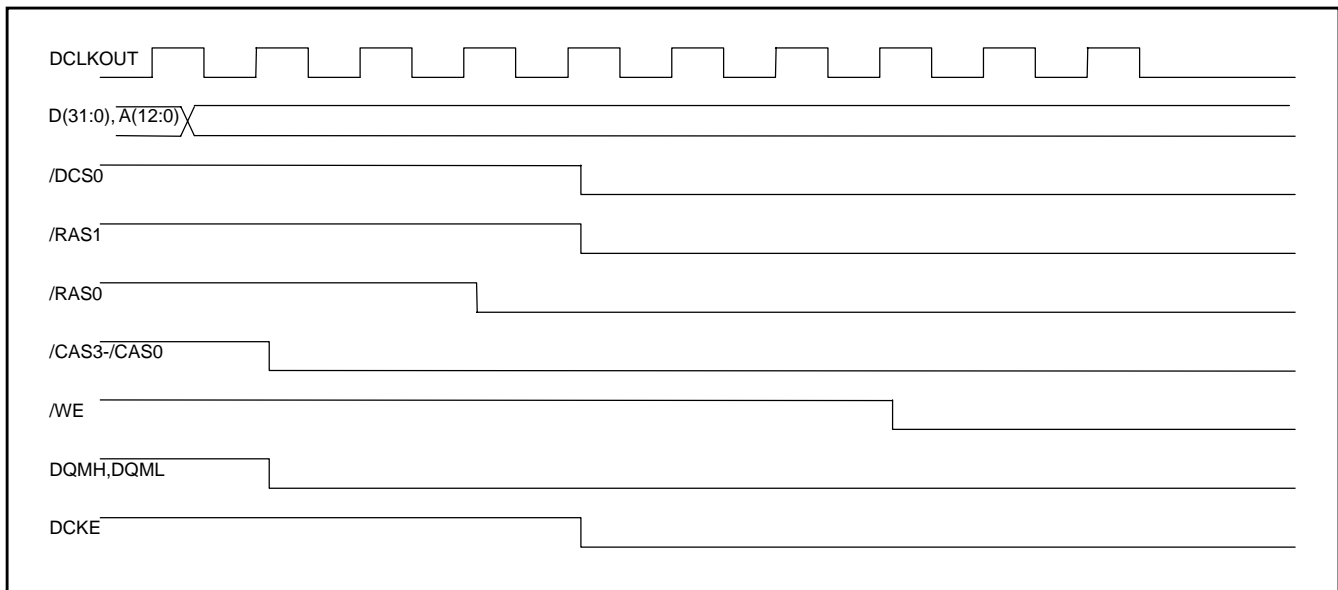 DCLKOUT
D(31:0), A(12:0)
/DCS0
/RAS1
/RAS0
/CAS3-/CAS0
/WE
DQMH,DQML
DCKE